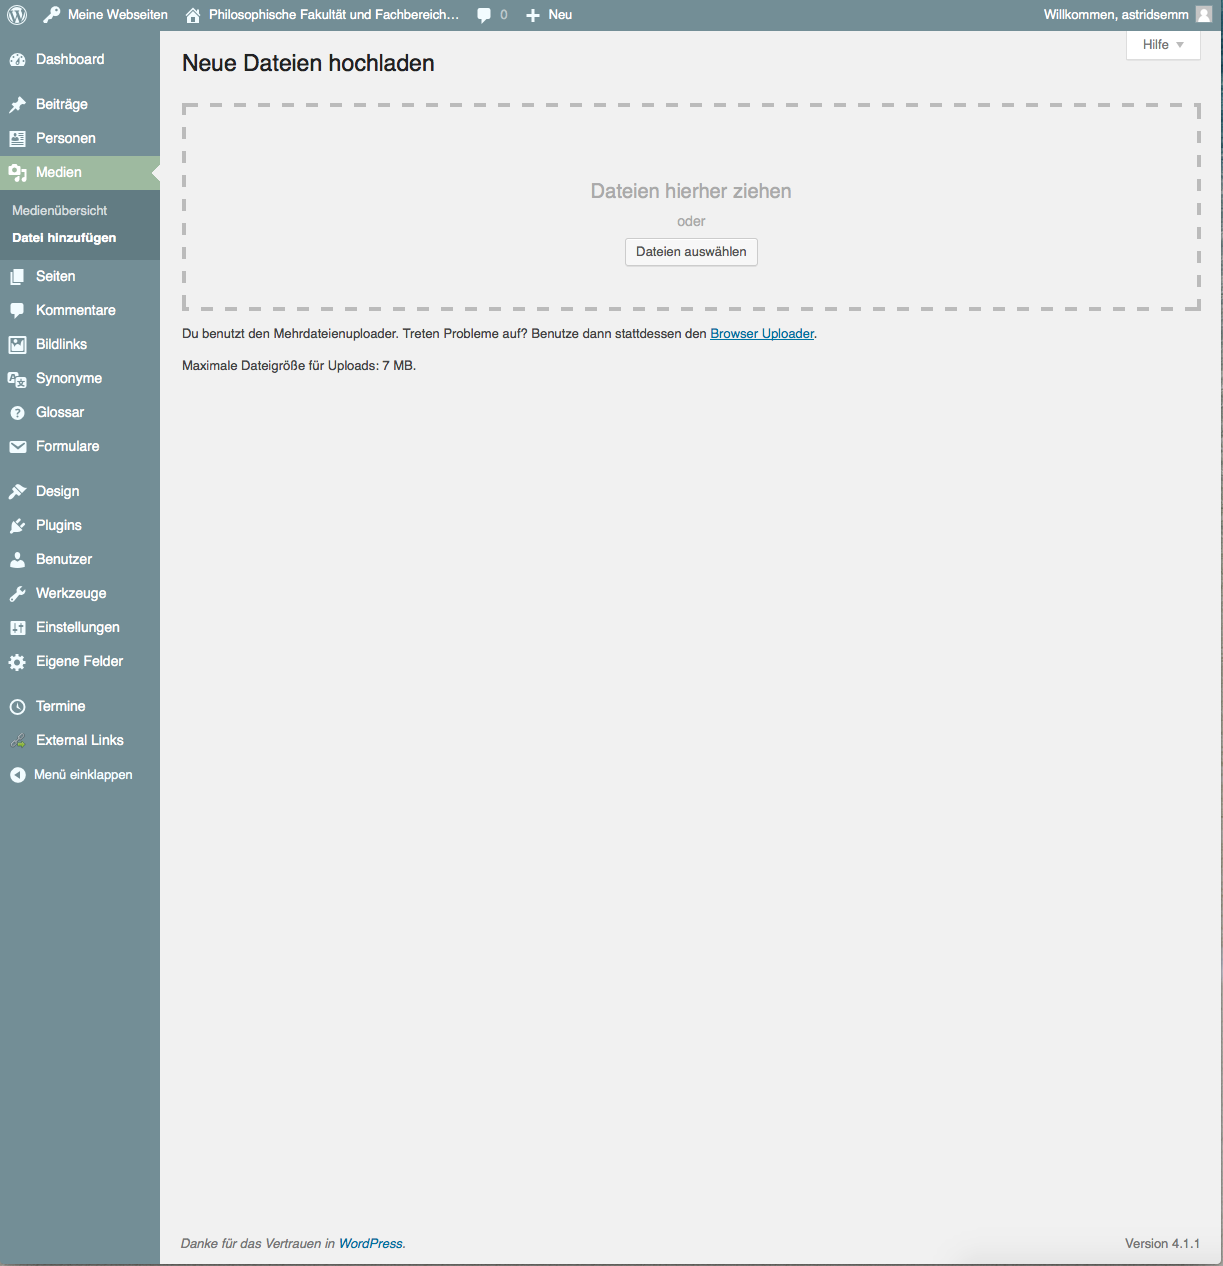 Meine Webseiten
Philosophische Fakultät und Fachbereich...
0
Neu
Willkommen, astridsemm
Hilfe
Dashboard
Beiträge
Personen
Medien
Medienübersicht
Datei hinzufügen
Seiten
Kommentare
Bildlinks
Synonyme
Glossar
Formulare
Design
Plugins
Benutzer
Werkzeuge
Einstellungen
Eigene Felder
Termine
External Links
Menü einklappen
Neue Dateien hochladen
Dateien hierher ziehen
oder
Dateien auswählen
Du benutzt den Mehrdateienuploader. Treten Probleme auf? Benutze dann stattdessen den Browser Uploader.
Maximale Dateigröße für Uploads: 7 MB.
Danke für das Vertrauen in WordPress.
Version 4.1.1